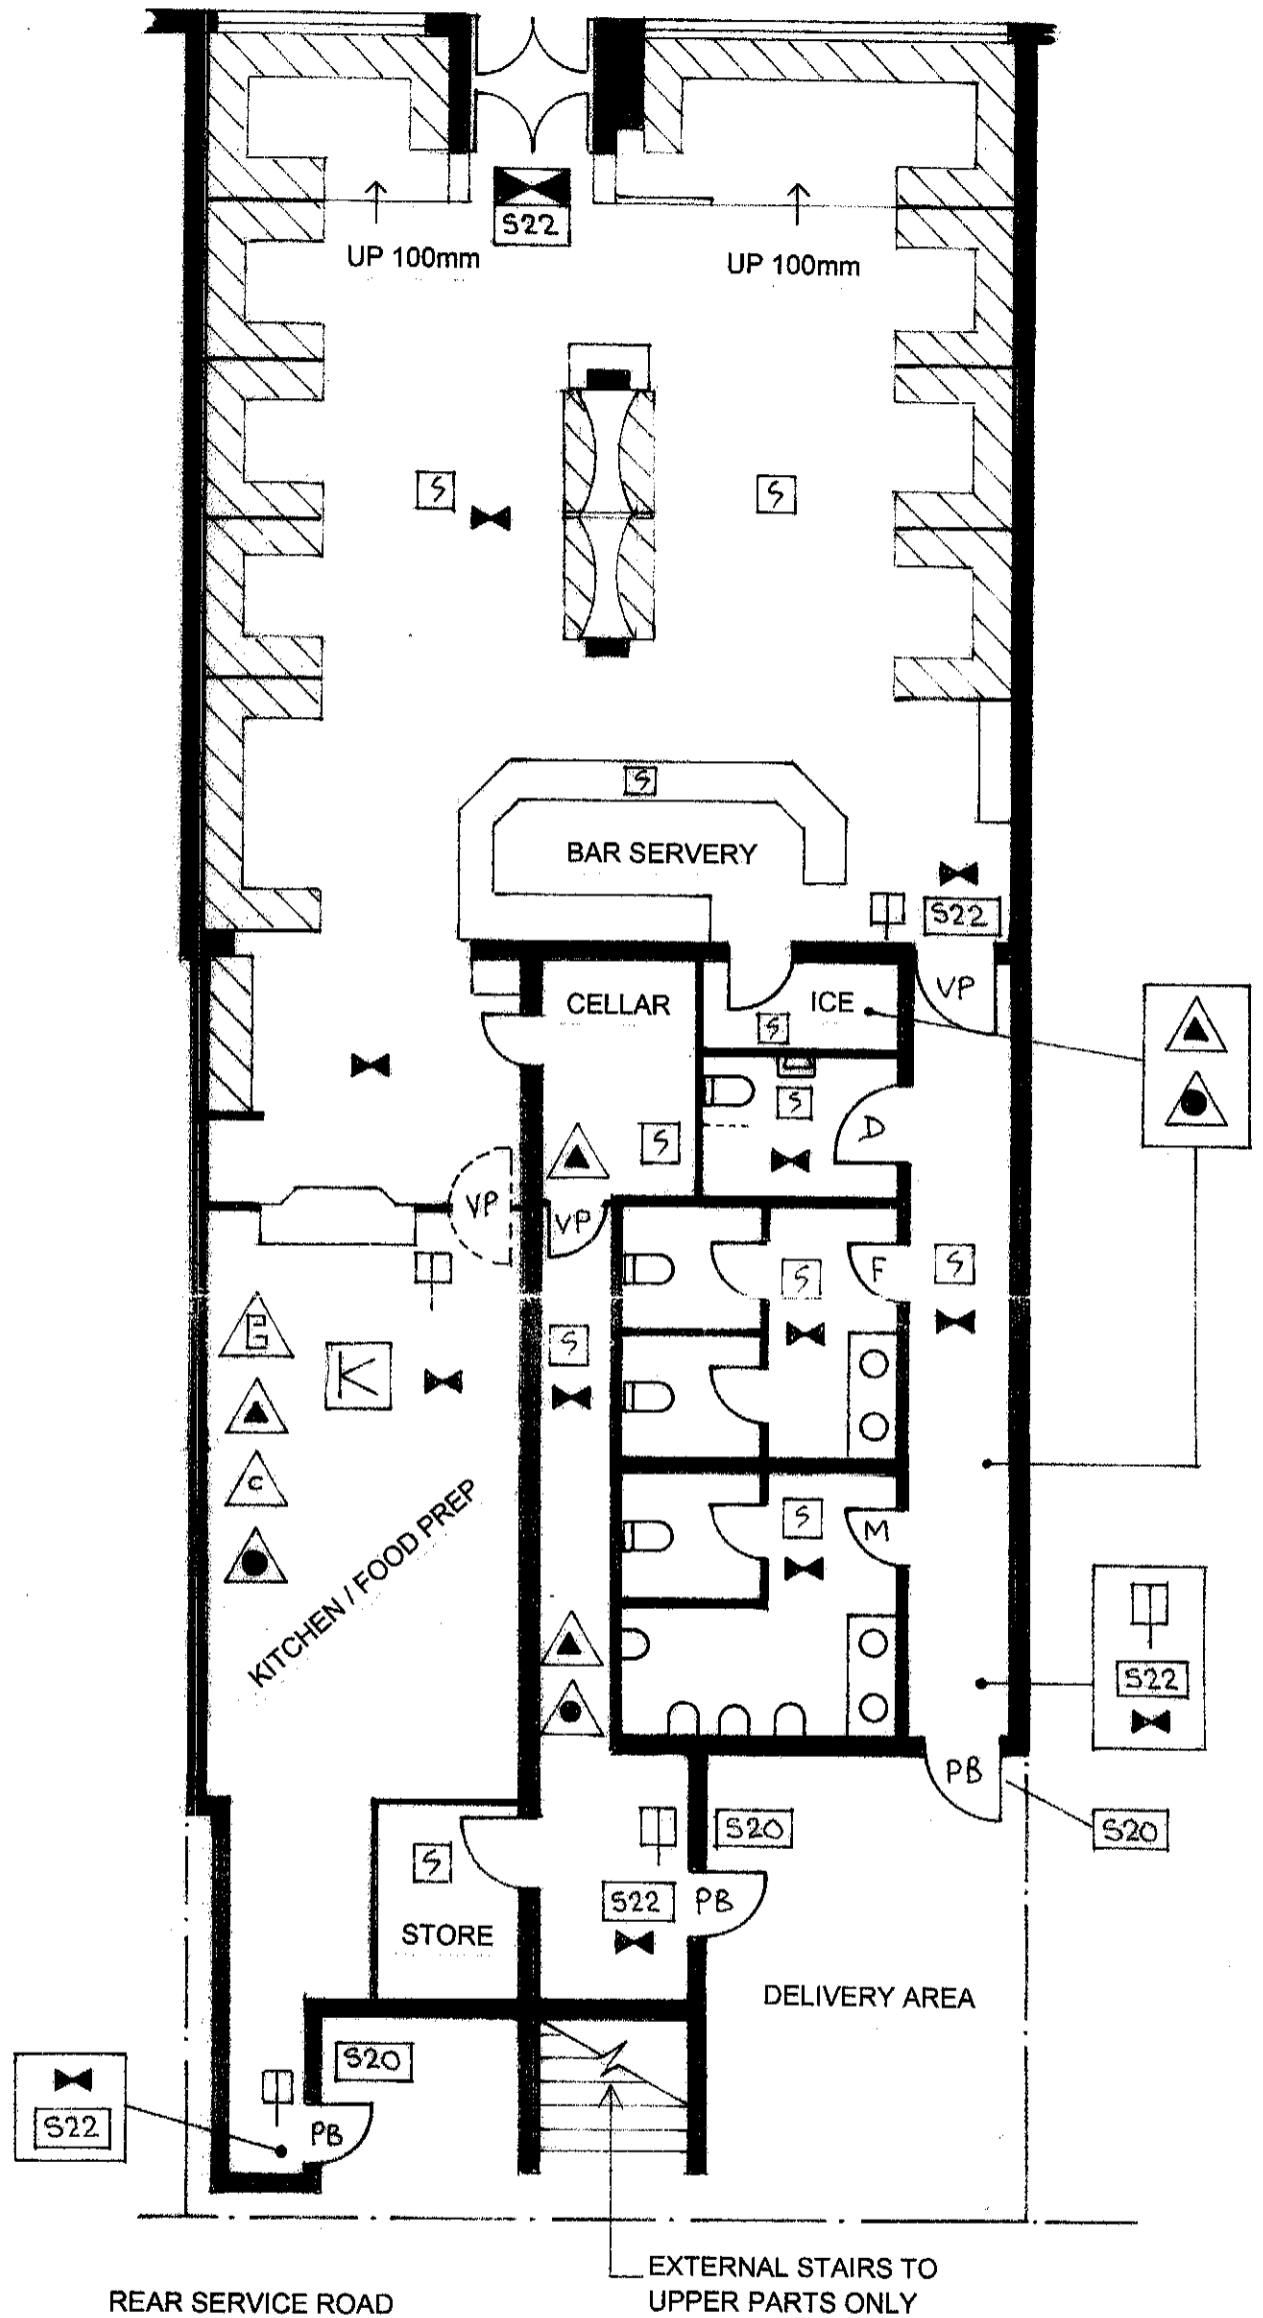 S22
UP 100mm
UP 100mm
S
S
S
BAR SERVERY
S22
CELLAR
ICE
VP
S
S
D
S
VP
VP
S
F
S
E
S
K
C
KITCHEN / FOOD PREP
S
M
S22
PB
S20
S20
S
S22
PB
STORE
DELIVERY AREA
S20
S22
PB
EXTERNAL STAIRS TO
UPPER PARTS ONLY
REAR SERVICE ROAD